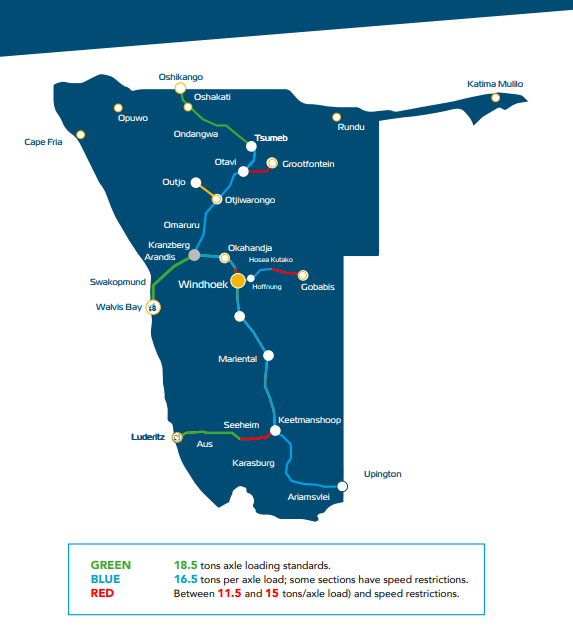 Oshikango
Katima Mulilo
Oshakati
Opuwo
Rundu
Ondangwa
Tsumeb
Cape Fria
Otavi
Grootfontein
Outjo
Otjiwarongo
Omaruru
Kranzberg
Okahandja
Arandis
Hosea Kutako
Swakopmund
Windhoek
Hoffnung
Gobabis
Walvis Bay
Mariental
Seeheim
Keetmanshoop
Luderitz
Aus
Karasburg
Upington
Ariamsvlei
GREEN 18.5 tons axle loading standards.
BLUE 16.5 tons per axle load; some sections have speed restrictions.
RED Between 11.5 and 15 tons/axle load) and speed restrictions.